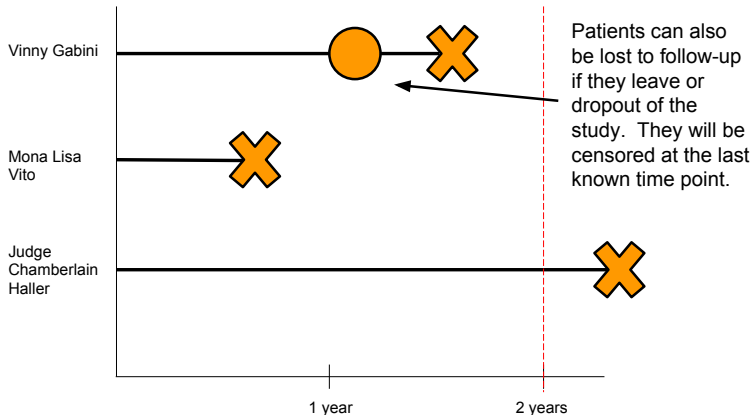 Vinny Gabini
Patients can also
be lost to follow-up
if they leave or
dropout of the
study.  They will be
censored at the last
known time point.
Mona Lisa
Vito
Judge
Chamberlain
Haller
1 year
2 years